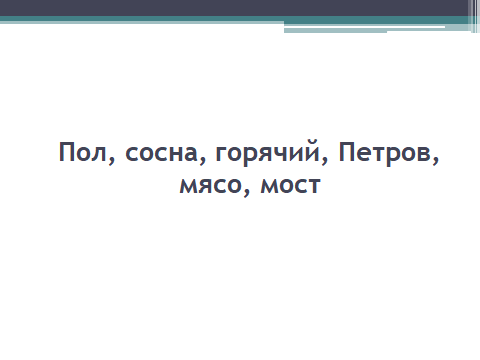 Пол, сосна, горячий, Петров,
мясо, мост